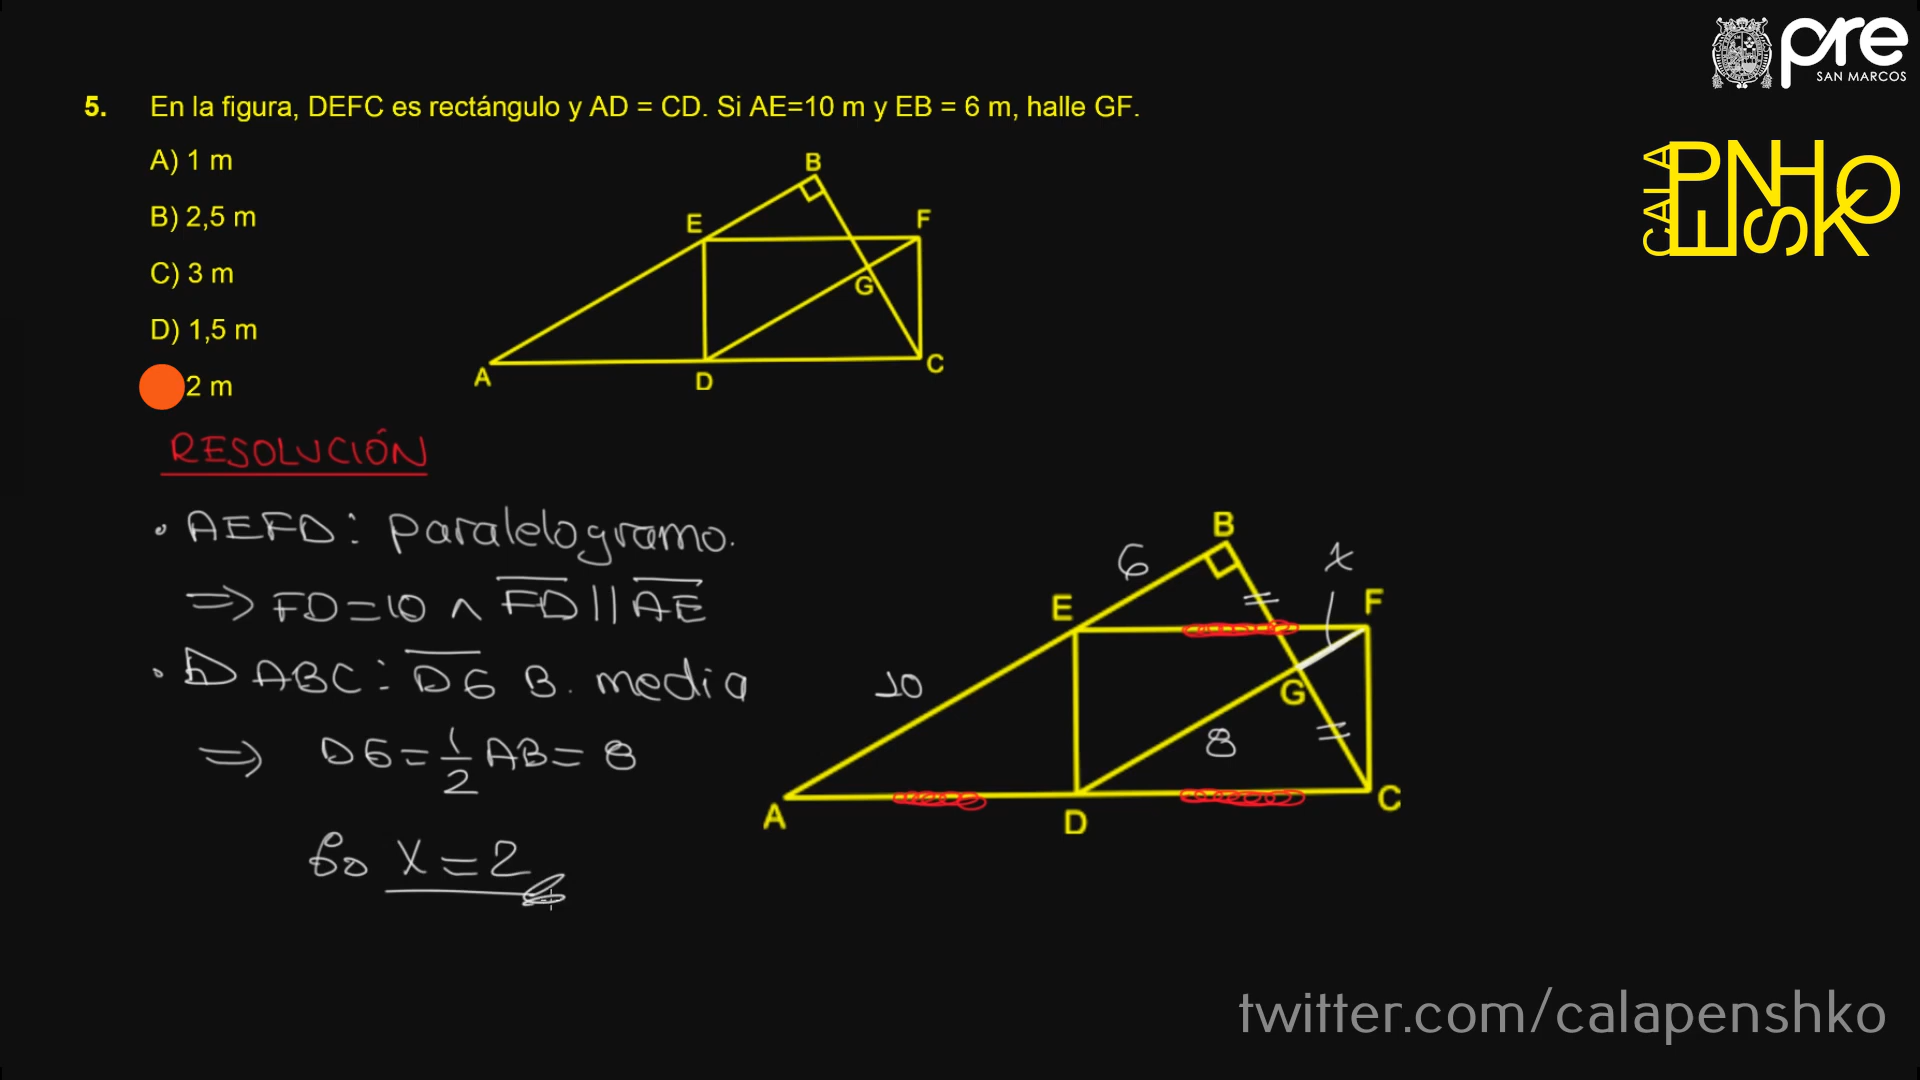 pre
SAN MARCOS
CALA
PENSHKO
5. En la figura, DEFC es rectángulo y AD = CD. Si AE=10 m y EB = 6 m, halle GF.
A) 1 m
B) 2,5 m
C) 3 m
D) 1,5 m
2 m
B
E
F
G
A
D
C
RESOLUCIÓN
• AEFD: paralelogramo.
⇒ FD=10 ∧ FD // AE
• ABC: DG B. media
⇒ DG = 1/2 AB = 8
∴ X = 2
B
6
x
E
F
10
G
8
A
D
C
twitter.com/calapenshko